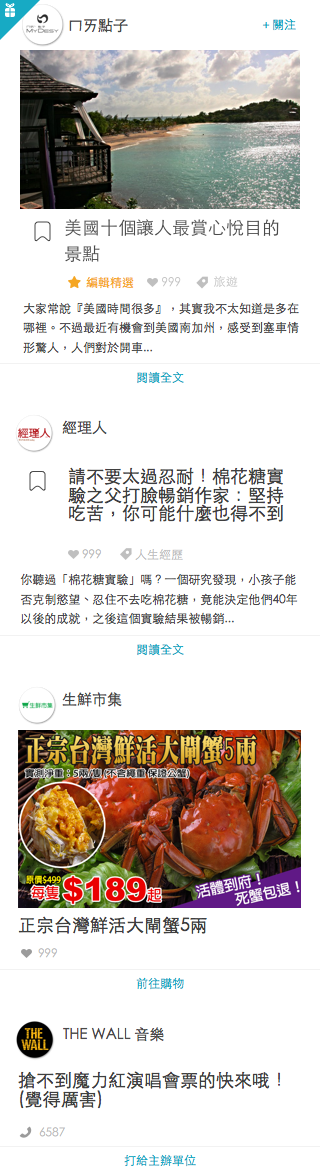 MYDESY
ㄇㄞ點子
+ 關注
美國十個讓人最賞心悅目的
景點
編輯精選 999 旅遊
大家常說『美國時間很多』，其實我不太知道是多在
哪裡。不過最近有機會到美國南加州，感受到塞車情
形驚人，人們對於開車...
閱讀全文
經理人
經理人
請不要太過忍耐！棉花糖實
驗之父打臉暢銷作家：堅持
吃苦，你可能什麼也得不到
999 人生經歷
你聽過「棉花糖實驗」嗎？一個研究發現，小孩子能
否克制慾望、忍住不去吃棉花糖，竟能決定他們40年
以後的成就，之後這個實驗結果被暢銷...
閱讀全文
生鮮市集
生鮮市集
正宗台灣鮮活大閘蟹5兩
實測淨重：5兩/隻(不含繩重 保證公蟹)
原價$499
每隻$189起
活體到府！
死蟹包退！
正宗台灣鮮活大閘蟹5兩
999
前往購物
THE
WALL
THE WALL 音樂
搶不到魔力紅演唱會票的快來哦！
(覺得厲害)
6587
打給主辦單位